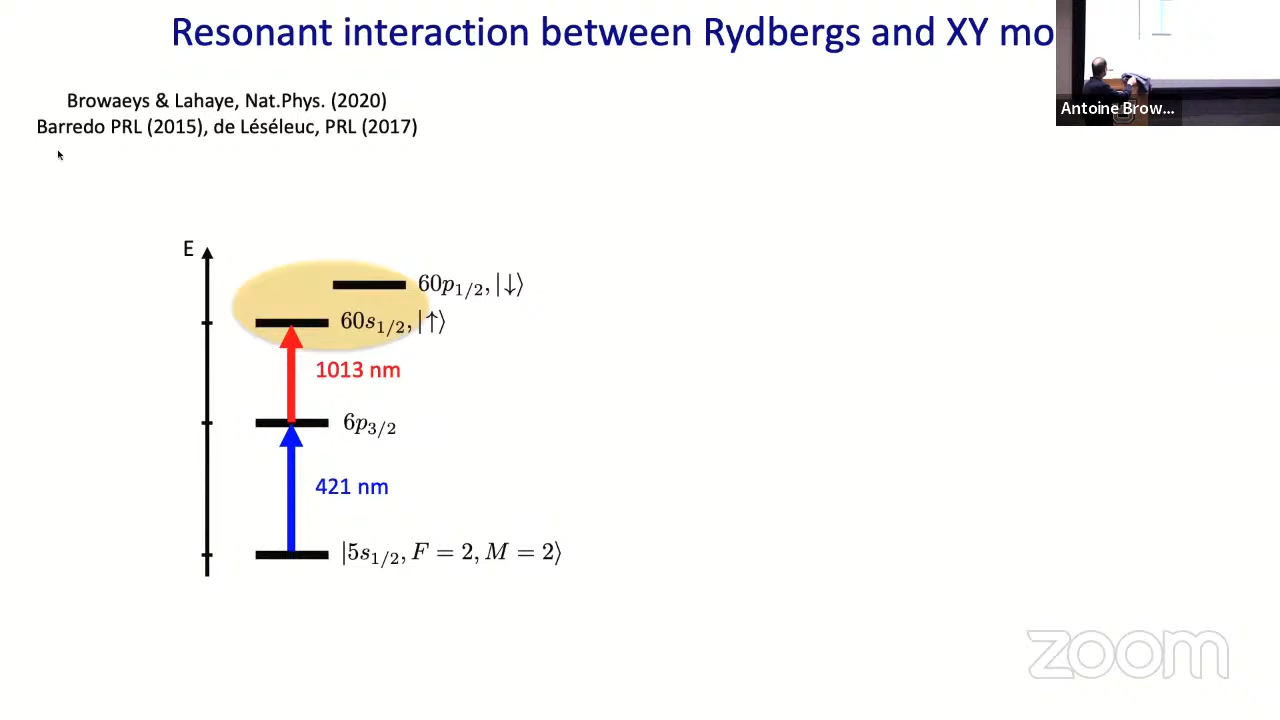 Resonant interaction between Rydbergs and XY mo
Antoine Brow...
Browaeys & Lahaye, Nat.Phys. (2020)
Barredo PRL (2015), de Léséleuc, PRL (2017)
E
60p1/2, |↓⟩
60s1/2, |↑⟩
1013 nm
6p3/2
421 nm
|5s1/2, F = 2, M = 2⟩
zoom